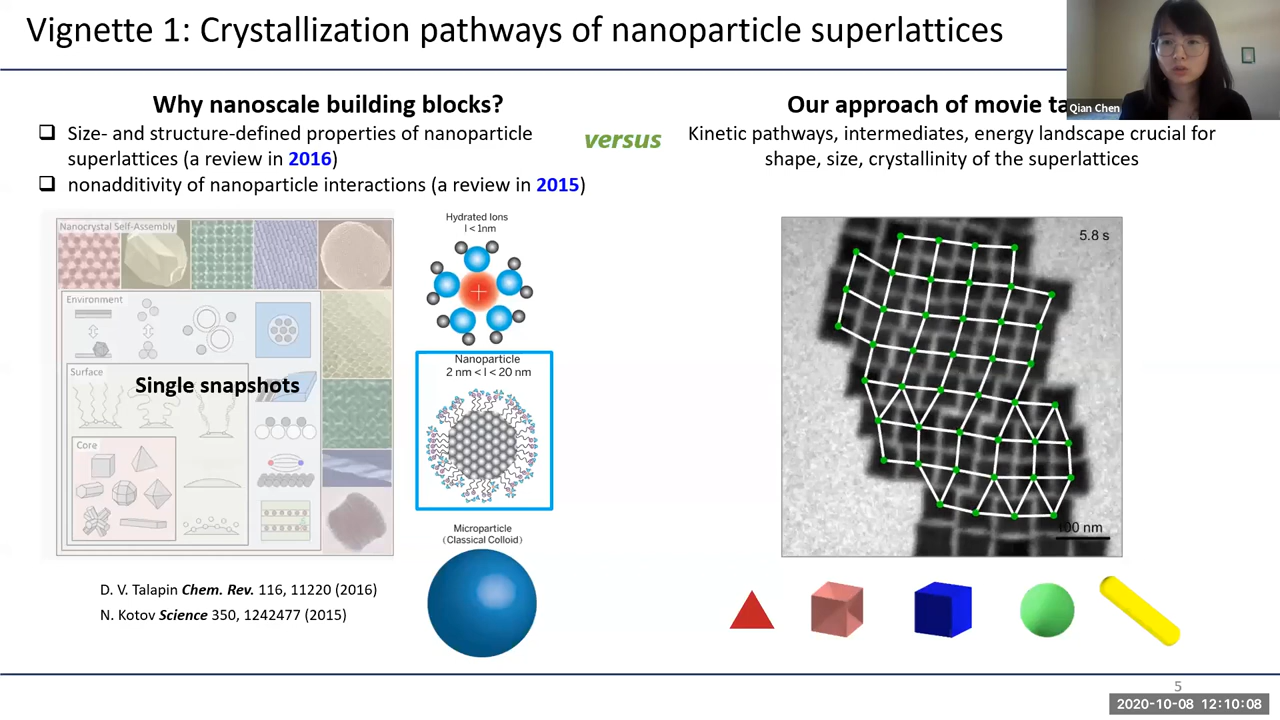 Vignette 1: Crystallization pathways of nanoparticle superlattices
Qian Chen
Why nanoscale building blocks?
Size- and structure-defined properties of nanoparticle
superlattices (a review in 2016)
nonadditivity of nanoparticle interactions (a review in 2015)
versus
Our approach of movie ta
Kinetic pathways, intermediates, energy landscape crucial for
shape, size, crystallinity of the superlattices
Nanocrystal Self-Assembly
Environment
Surface
Single snapshots
Core
Hydrated Ions
l < 1nm
Nanoparticle
2 nm < l < 20 nm
Microparticle
(Classical Colloid)
5.8 s
100 nm
D. V. Talapin Chem. Rev. 116, 11220 (2016)
N. Kotov Science 350, 1242477 (2015)
5
2020-10-08 12:10:08